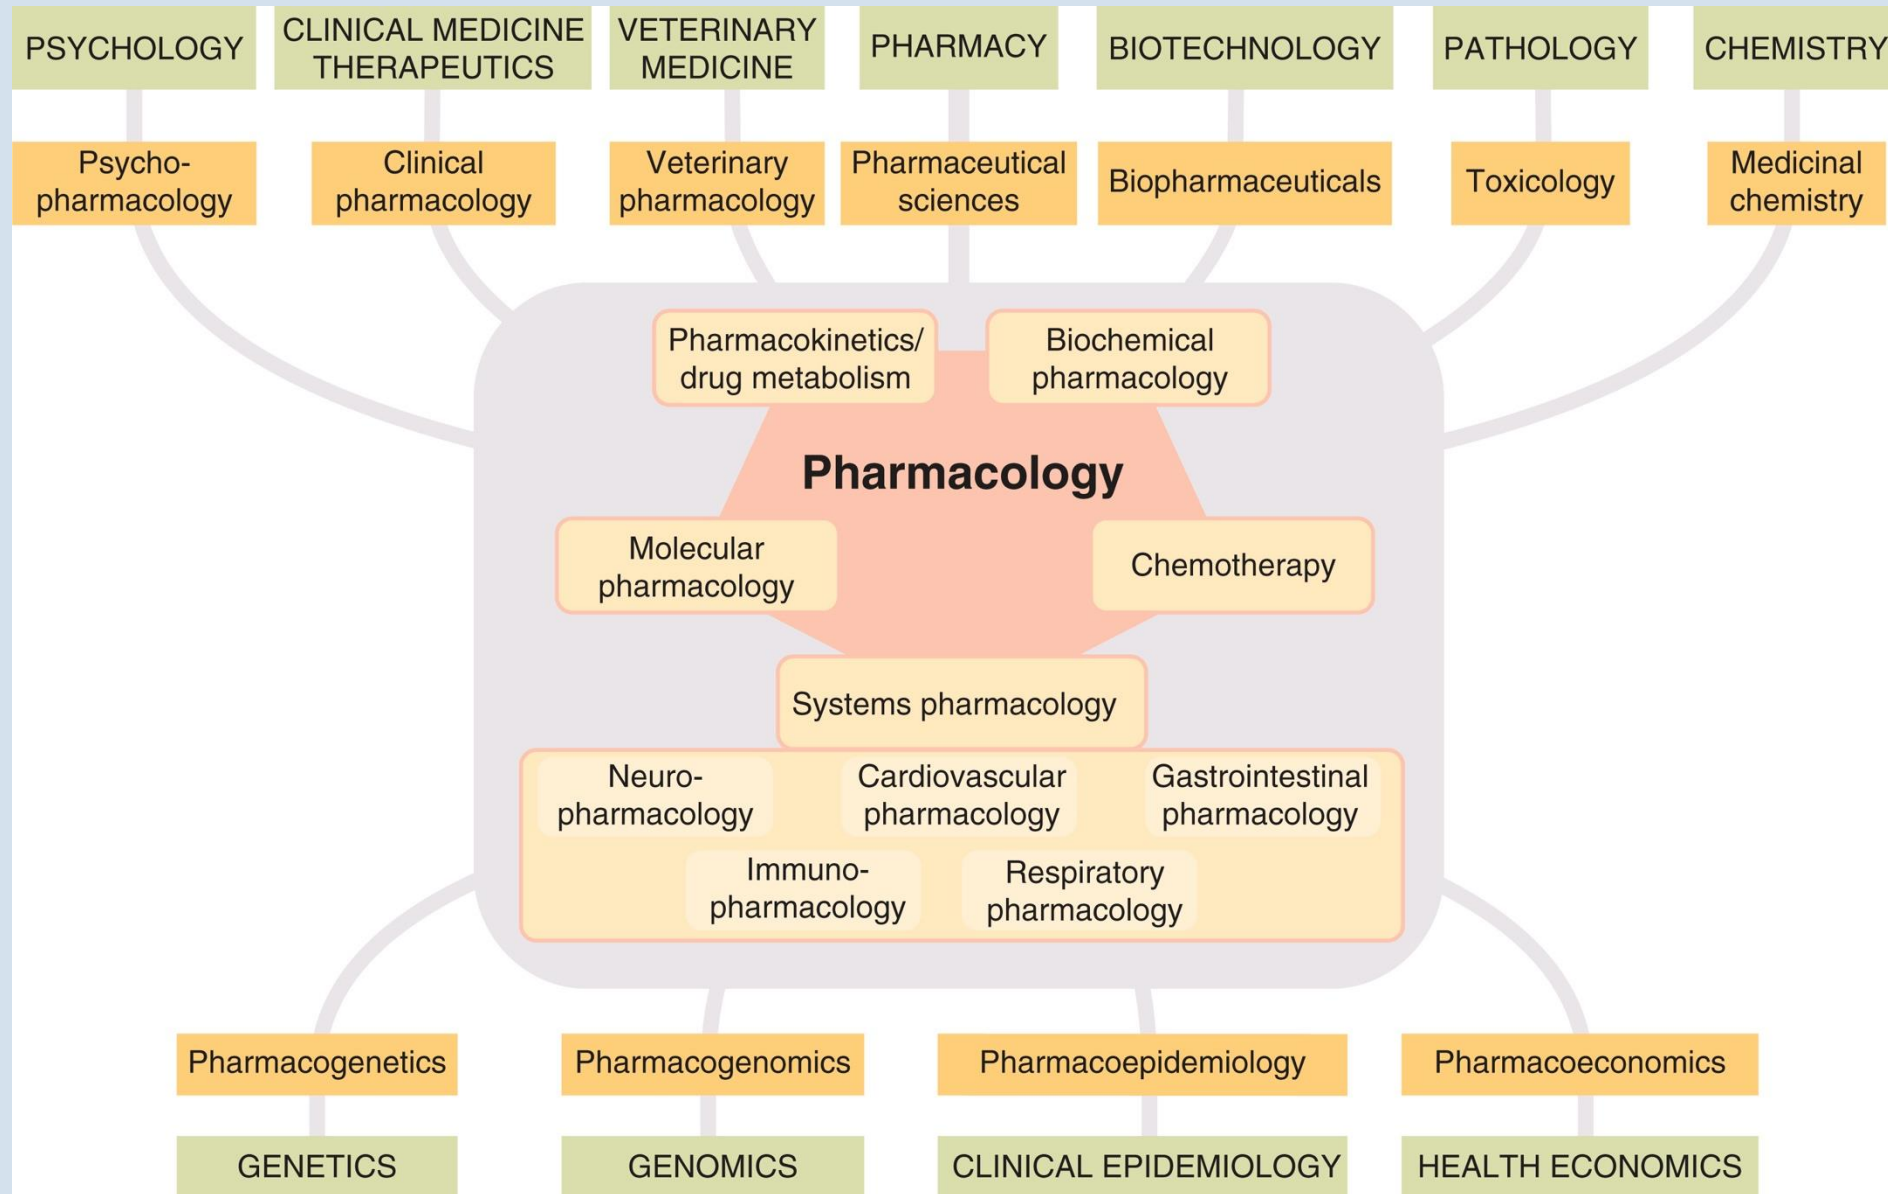 PSYCHOLOGY
CLINICAL MEDICINE
THERAPEUTICS
VETERINARY
MEDICINE
PHARMACY
BIOTECHNOLOGY
PATHOLOGY
CHEMISTRY
Psycho-
pharmacology
Clinical
pharmacology
Veterinary
pharmacology
Pharmaceutical
sciences
Biopharmaceuticals
Toxicology
Medicinal
chemistry
Pharmacokinetics/
drug metabolism
Biochemical
pharmacology
Pharmacology
Molecular
pharmacology
Chemotherapy
Systems pharmacology
Neuro-
pharmacology
Cardiovascular
pharmacology
Gastrointestinal
pharmacology
Immuno-
pharmacology
Respiratory
pharmacology
Pharmacogenetics
Pharmacogenomics
Pharmacoepidemiology
Pharmacoeconomics
GENETICS
GENOMICS
CLINICAL EPIDEMIOLOGY
HEALTH ECONOMICS